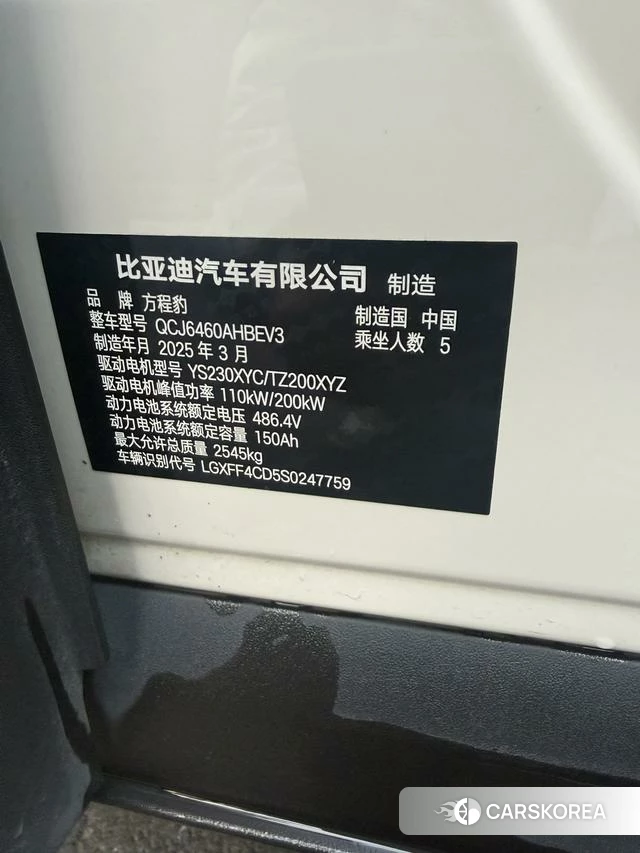 比亚迪汽车有限公司 制造
品牌 方程豹 制造国 中国
整车型号 QCJ6460AHBEV3 乘坐人数 5
制造年月 2025 年 3 月
驱动电机型号 YS230XYC/TZ200XYZ
驱动电机峰值功率 110kW/200kW
动力电池系统额定电压 486.4V
动力电池系统额定容量 150Ah
最大允许总质量 2545kg
车辆识别代号 LGXFF4CD5S0247759
CARSKOREA